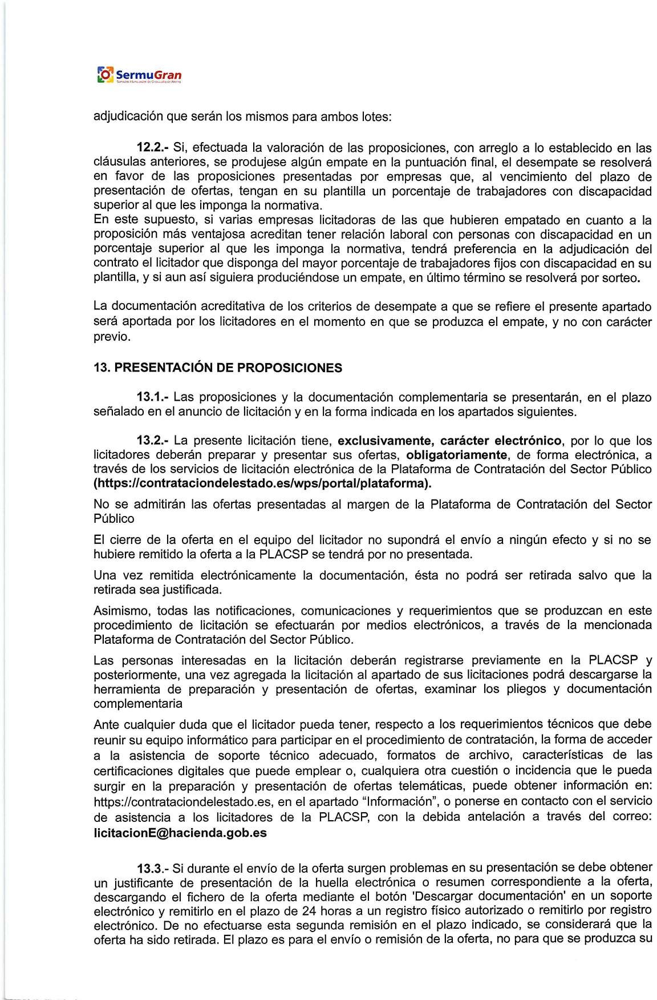 SermuGran
adjudicación que serán los mismos para ambos lotes:
12.2.- Si, efectuada la valoración de las proposiciones, con arreglo a lo establecido en las
cláusulas anteriores, se produjese algún empate en la puntuación final, el desempate se resolverá
en favor de las proposiciones presentadas por empresas que, al vencimiento del plazo de
presentación de ofertas, tengan en su plantilla un porcentaje de trabajadores con discapacidad
superior al que les imponga la normativa.
En este supuesto, si varias empresas licitadoras de las que hubieren empatado en cuanto a la
proposición más ventajosa acreditan tener relación laboral con personas con discapacidad en un
porcentaje superior al que les imponga la normativa, tendrá preferencia en la adjudicación del
contrato el licitador que disponga del mayor porcentaje de trabajadores fijos con discapacidad en su
plantilla, y si aun así siguiera produciéndose un empate, en último término se resolverá por sorteo.
La documentación acreditativa de los criterios de desempate a que se refiere el presente apartado
será aportada por los licitadores en el momento en que se produzca el empate, y no con carácter
previo.
13. PRESENTACIÓN DE PROPOSICIONES
13.1.- Las proposiciones y la documentación complementaria se presentarán, en el plazo
señalado en el anuncio de licitación y en la forma indicada en los apartados siguientes.
13.2.- La presente licitación tiene, exclusivamente, carácter electrónico, por lo que los
licitadores deberán preparar y presentar sus ofertas, obligatoriamente, de forma electrónica, a
través de los servicios de licitación electrónica de la Plataforma de Contratación del Sector Público
(https://contrataciondelestado.es/wps/portal/plataforma).
No se admitirán las ofertas presentadas al margen de la Plataforma de Contratación del Sector
Público
El cierre de la oferta en el equipo del licitador no supondrá el envío a ningún efecto y si no se
hubiere remitido la oferta a la PLACSP se tendrá por no presentada.
Una vez remitida electrónicamente la documentación, ésta no podrá ser retirada salvo que la
retirada sea justificada.
Asimismo, todas las notificaciones, comunicaciones y requerimientos que se produzcan en este
procedimiento de licitación se efectuarán por medios electrónicos, a través de la mencionada
Plataforma de Contratación del Sector Público.
Las personas interesadas en la licitación deberán registrarse previamente en la PLACSP y
posteriormente, una vez agregada la licitación al apartado de sus licitaciones podrá descargarse la
herramienta de preparación y presentación de ofertas, examinar los pliegos y documentación
complementaria
Ante cualquier duda que el licitador pueda tener, respecto a los requerimientos técnicos que debe
reunir su equipo informático para participar en el procedimiento de contratación, la forma de acceder
a la asistencia de soporte técnico adecuado, formatos de archivo, características de las
certificaciones digitales que puede emplear o, cualquiera otra cuestión o incidencia que le pueda
surgir en la preparación y presentación de ofertas telemáticas, puede obtener información en:
https://contrataciondelestado.es, en el apartado “Información”, o ponerse en contacto con el servicio
de asistencia a los licitadores de la PLACSP, con la debida antelación a través del correo:
licitacionE@hacienda.gob.es
13.3.- Si durante el envío de la oferta surgen problemas en su presentación se debe obtener
un justificante de presentación de la huella electrónica o resumen correspondiente a la oferta,
descargando el fichero de la oferta mediante el botón 'Descargar documentación' en un soporte
electrónico y remitirlo en el plazo de 24 horas a un registro físico autorizado o remitirlo por registro
electrónico. De no efectuarse esta segunda remisión en el plazo indicado, se considerará que la
oferta ha sido retirada. El plazo es para el envío o remisión de la oferta, no para que se produzca su